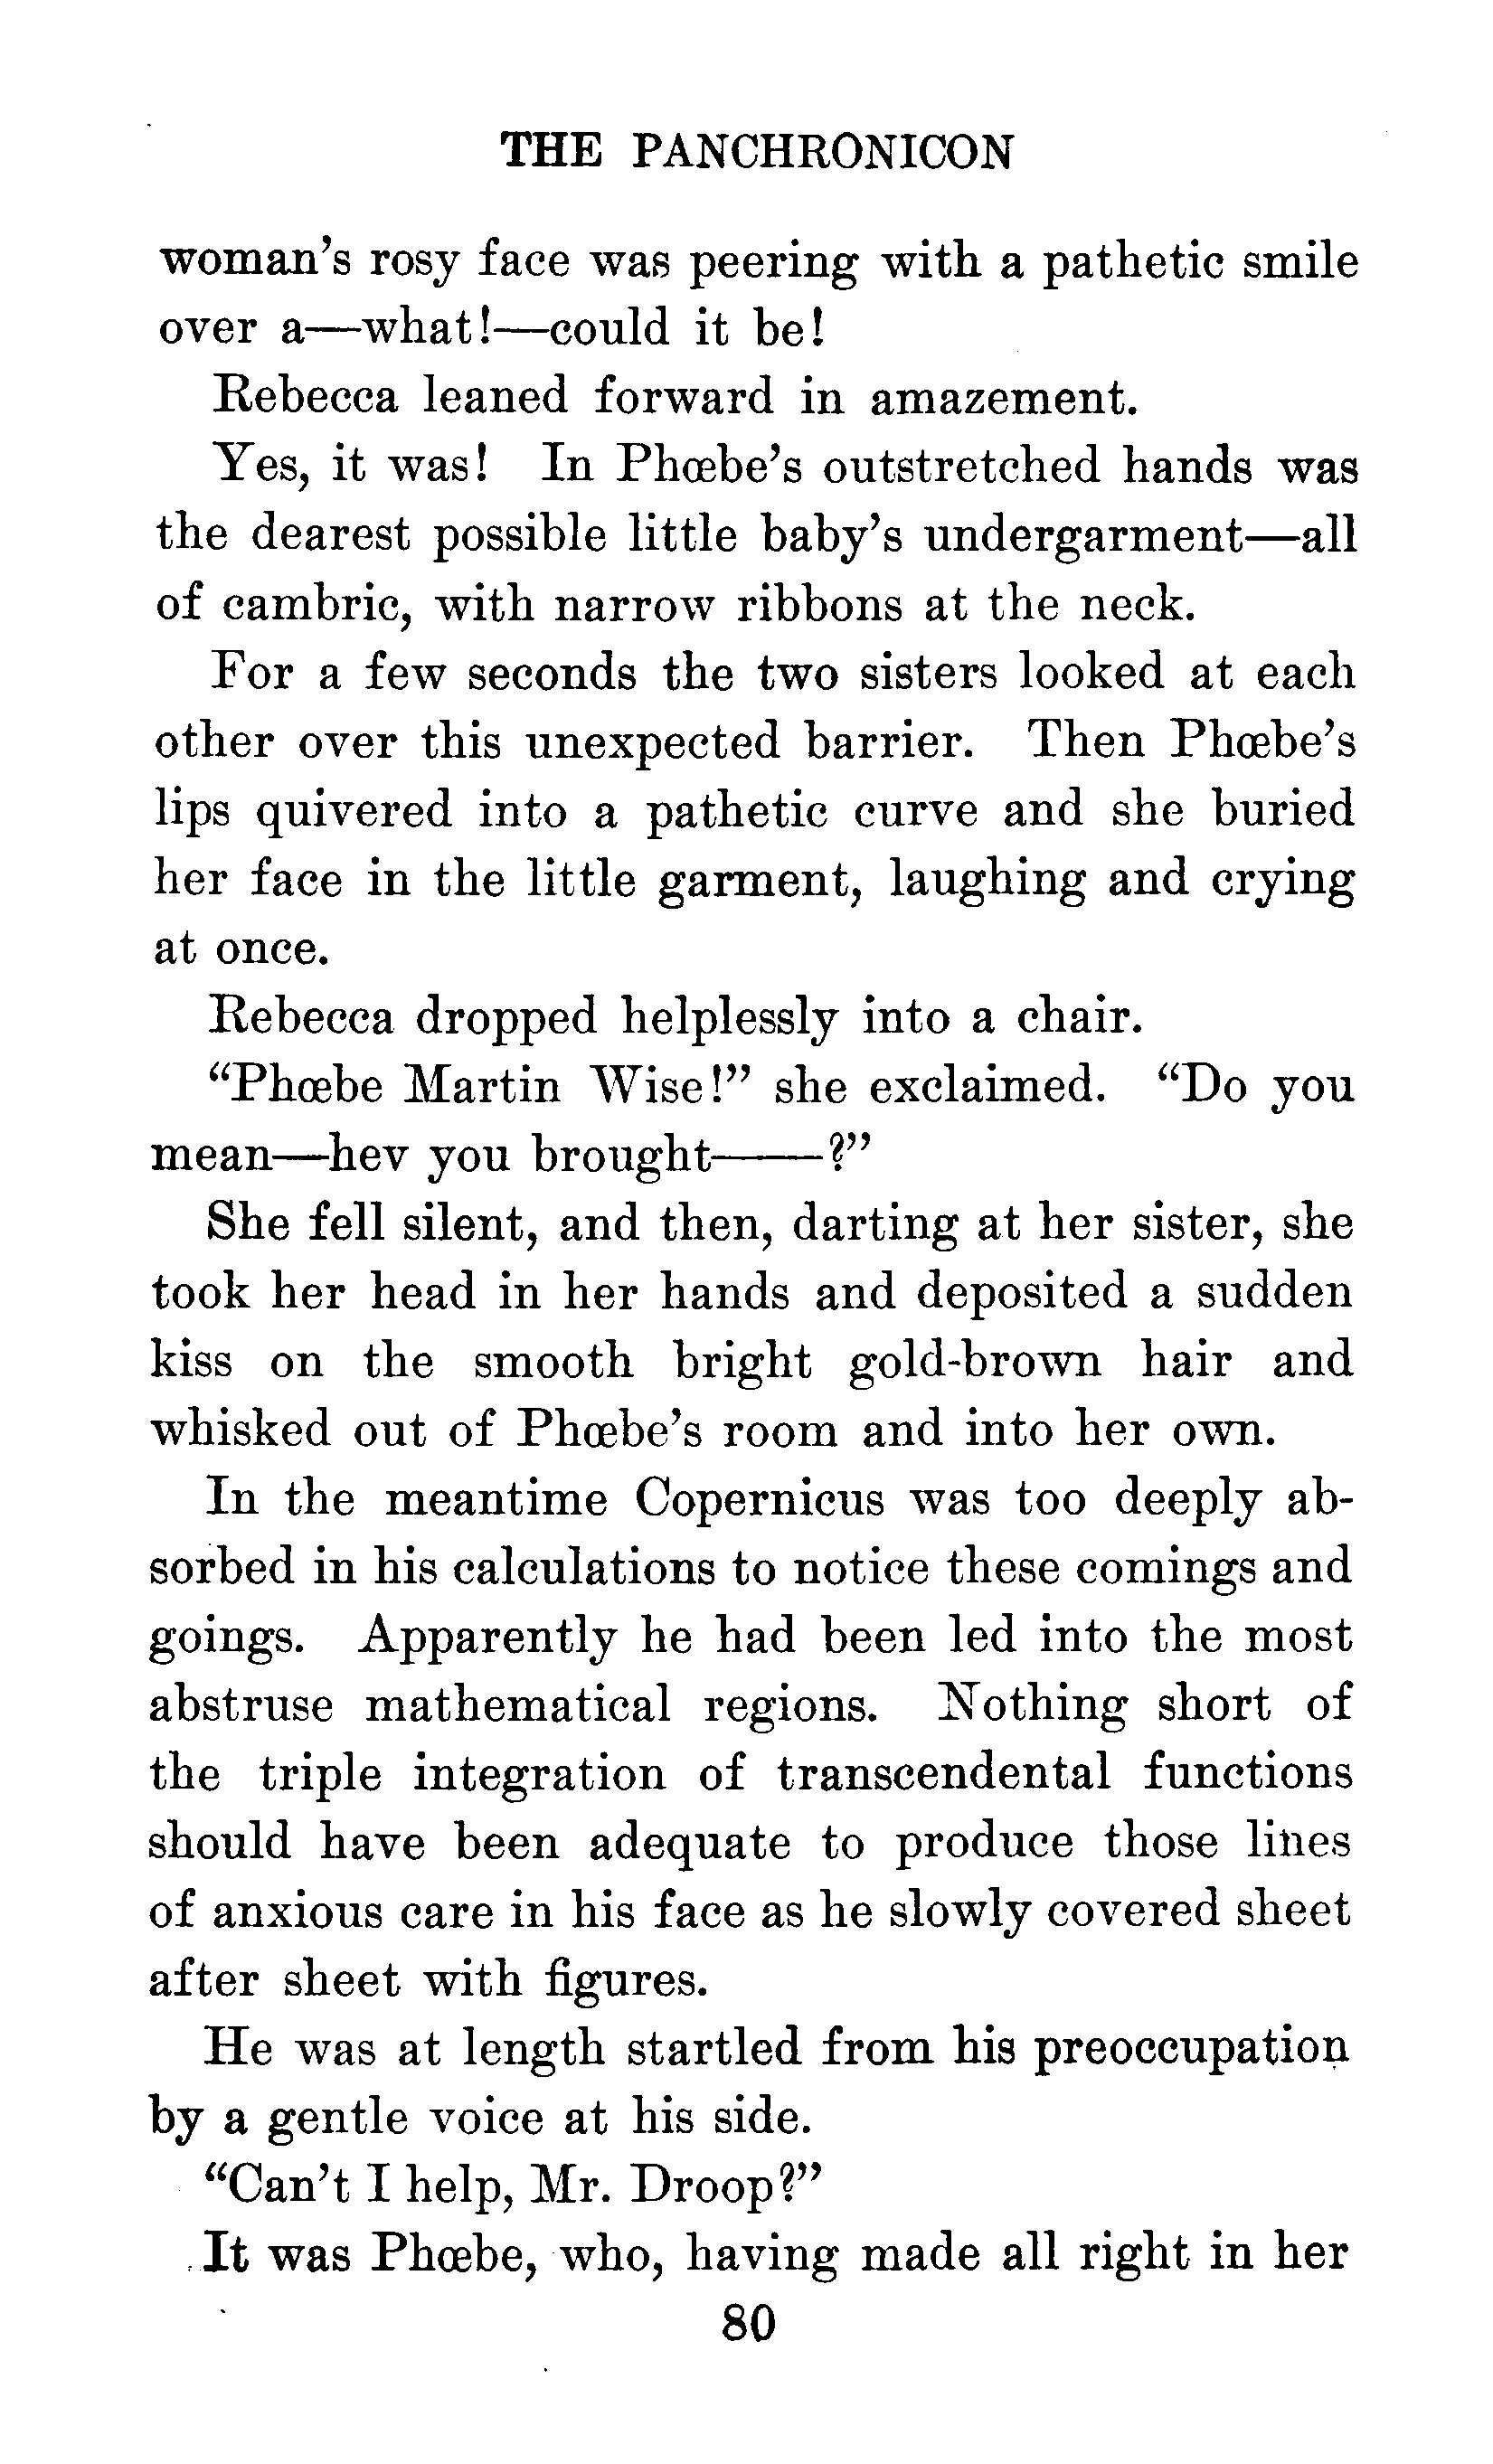 THE PANCHRONICON
woman's rosy face was peering with a pathetic smile
over a—what!—could it be!
Rebecca leaned forward in amazement.
Yes, it was! In Phœbe's outstretched hands was
the dearest possible little baby's undergarment—all
of cambric, with narrow ribbons at the neck.
For a few seconds the two sisters looked at each
other over this unexpected barrier. Then Phœbe's
lips quivered into a pathetic curve and she buried
her face in the little garment, laughing and crying
at once.
Rebecca dropped helplessly into a chair.
“Phœbe Martin Wise!” she exclaimed. “Do you
mean—hev you brought——?”
She fell silent, and then, darting at her sister, she
took her head in her hands and deposited a sudden
kiss on the smooth bright gold-brown hair and
whisked out of Phœbe's room and into her own.
In the meantime Copernicus was too deeply ab-
sorbed in his calculations to notice these comings and
goings. Apparently he had been led into the most
abstruse mathematical regions. Nothing short of
the triple integration of transcendental functions
should have been adequate to produce those lines
of anxious care in his face as he slowly covered sheet
after sheet with figures.
He was at length startled from his preoccupation
by a gentle voice at his side.
“Can't I help, Mr. Droop?”
It was Phœbe, who, having made all right in her
80